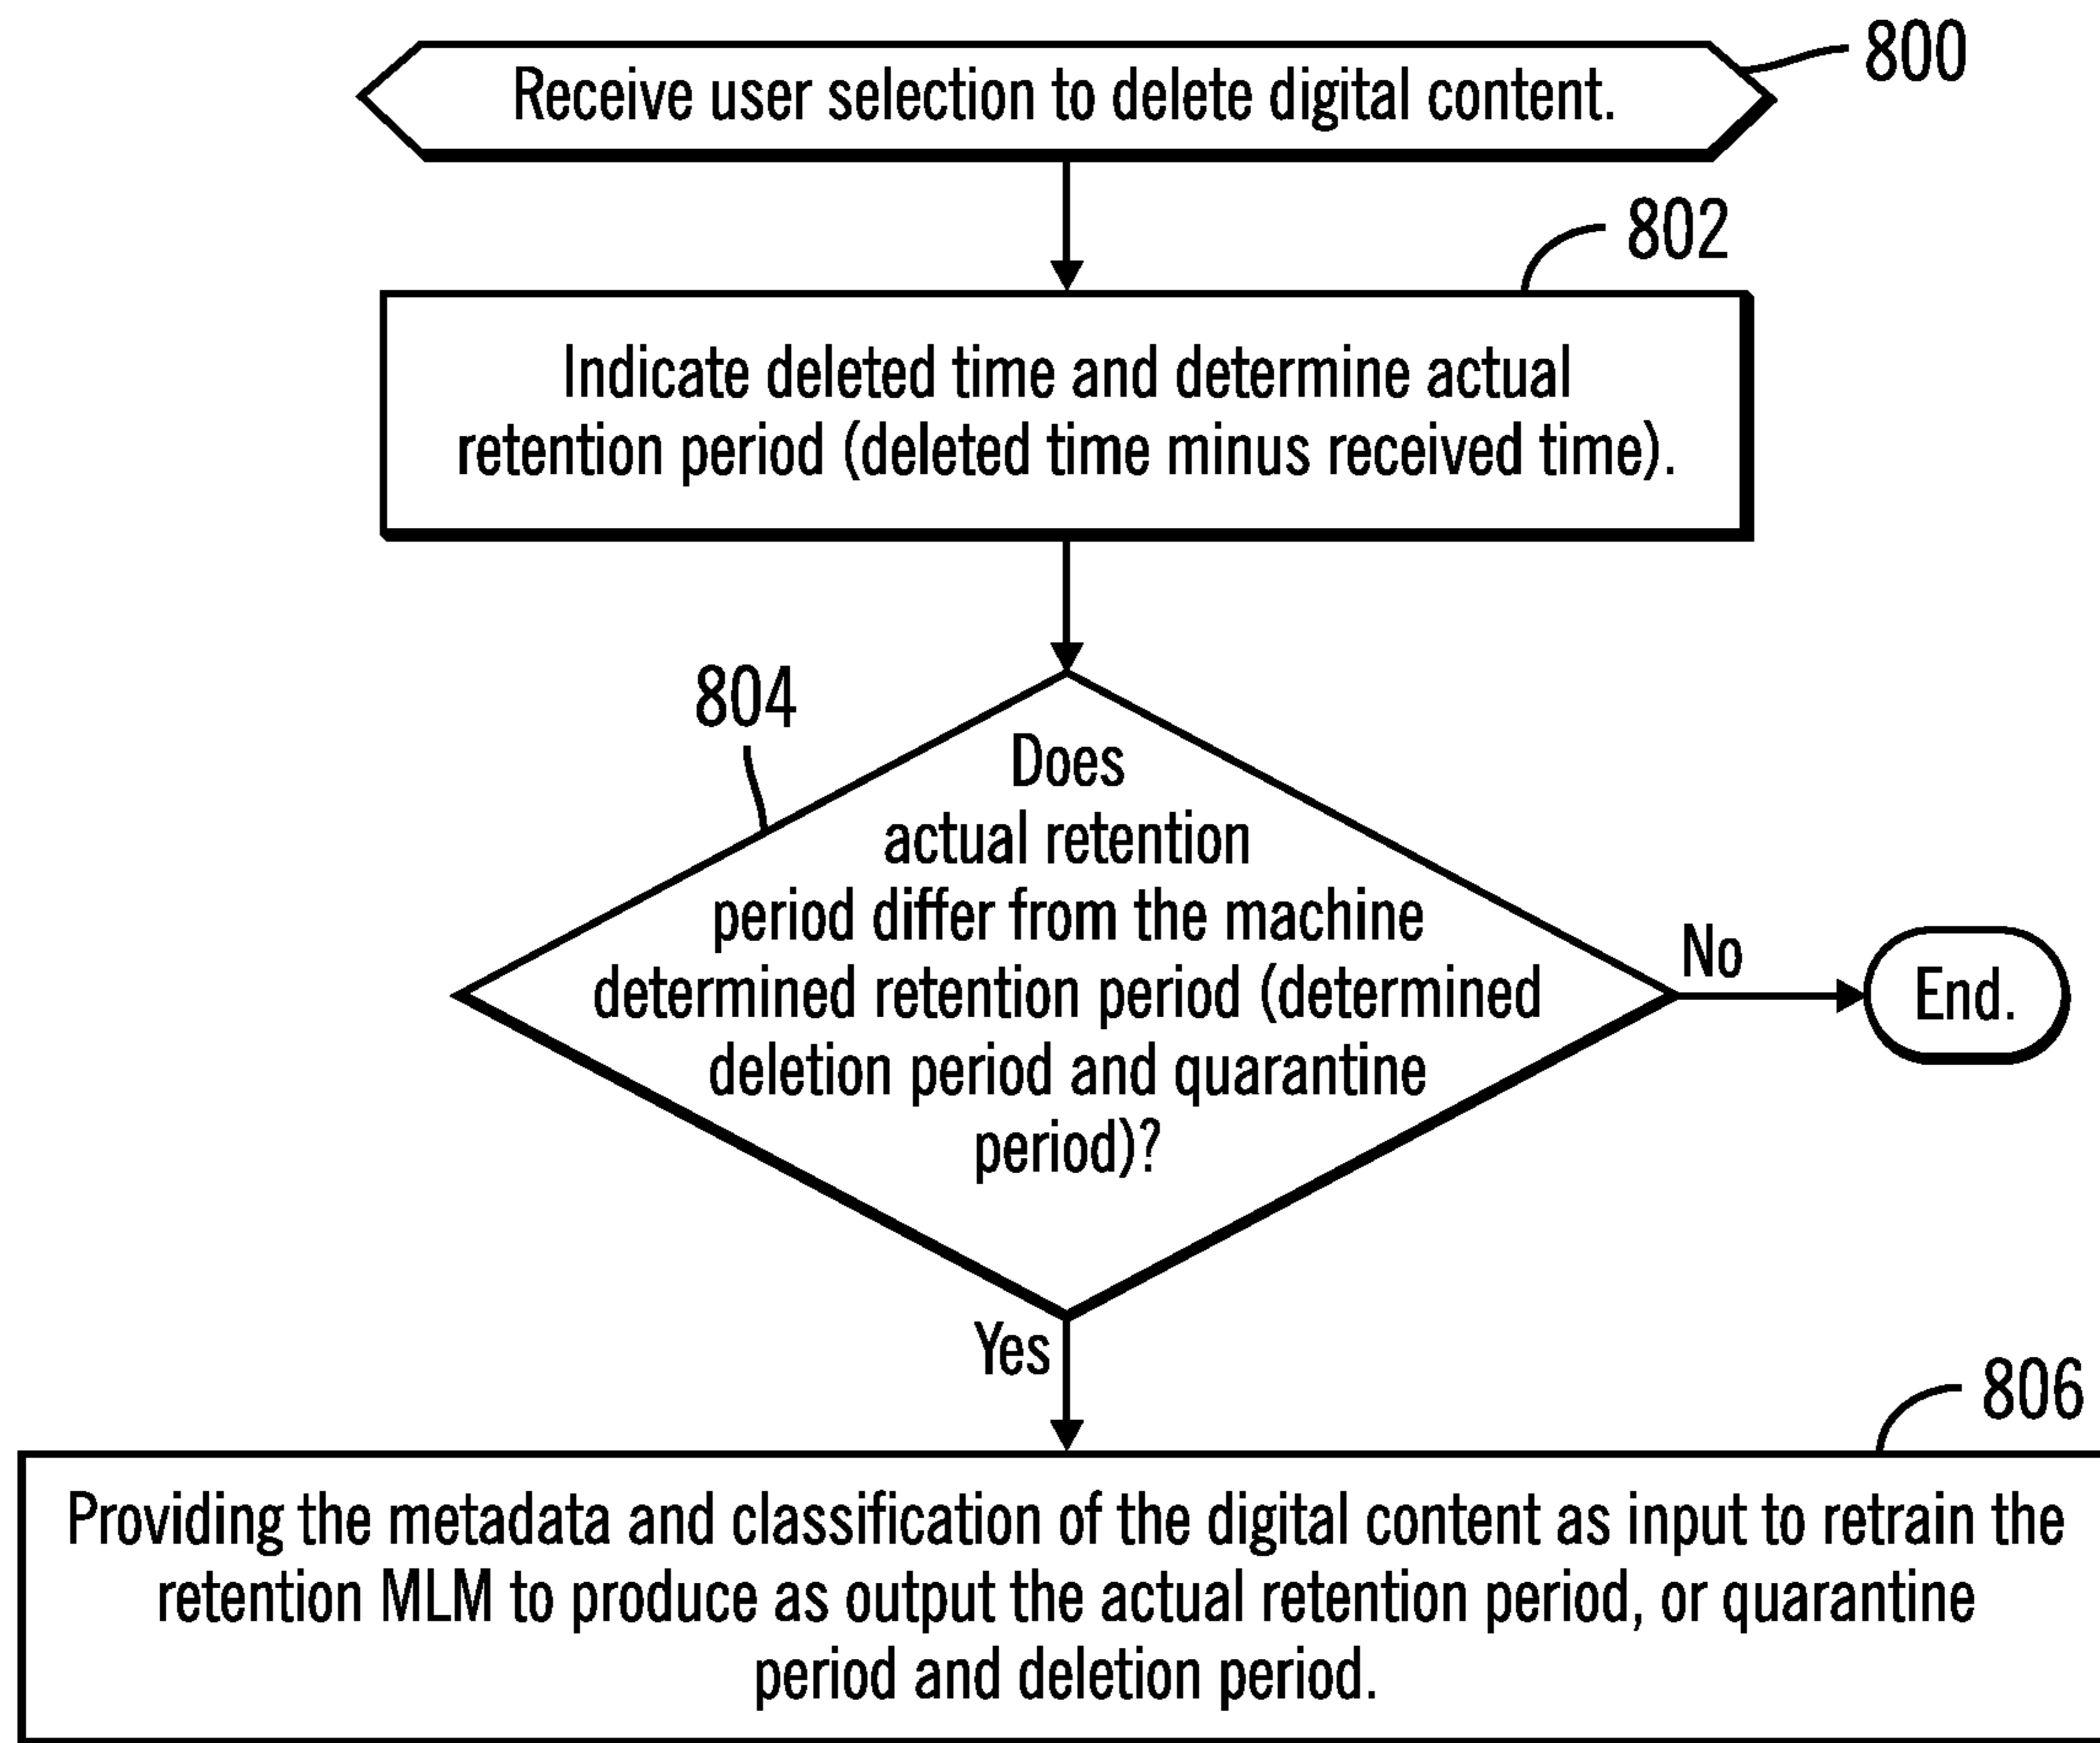 Receive user selection to delete digital content.
800
802
Indicate deleted time and determine actual
retention period (deleted time minus received time).
804
Does
actual retention
period differ from the machine
determined retention period (determined
deletion period and quarantine
period)?
No
End.
Yes
806
Providing the metadata and classification of the digital content as input to retrain the
retention MLM to produce as output the actual retention period, or quarantine
period and deletion period.